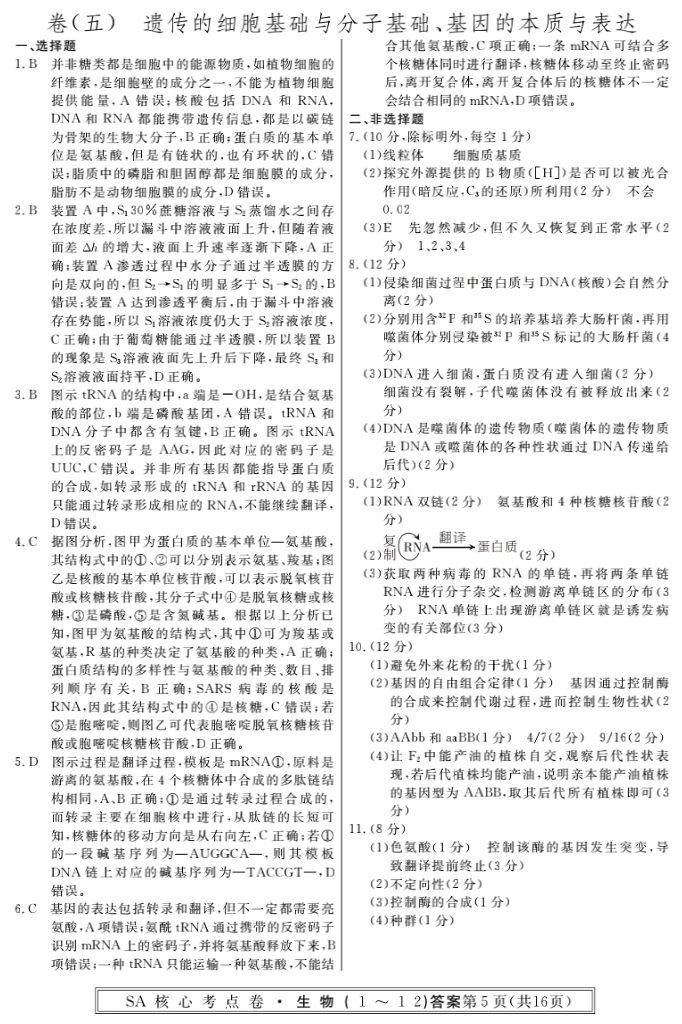 卷(五) 遗传的细胞基础与分子基础、基因的本质与表达
一、选择题
1. B 并非糖类都是细胞中的能源物质,如植物细胞的
纤维素,是细胞壁的成分之一,不能为植物细胞
提供能量,A 错误;核酸包括 DNA 和 RNA,
DNA 和 RNA 都能携带遗传信息,都是以碳链
为骨架的生物大分子,B 正确;蛋白质的基本单
位是氨基酸,但是有链状的,也有环状的,C 错
误;脂质中的磷脂和胆固醇都是细胞膜的成分,
脂肪不是动物细胞膜的成分,D 错误。
2. B 装置 A 中,S₁30%蔗糖溶液与 S₂ 蒸馏水之间存
在浓度差,所以漏斗中溶液液面上升,但随着液
面差 Δh 的增大,液面上升速率逐渐下降,A 正
确;装置 A 渗透过程中水分子通过半透膜的方
向是双向的,但 S₂→S₁的明显多于 S₁→S₂的,B
错误;装置 A 达到渗透平衡后,由于漏斗中溶液
存在势能,所以 S₁溶液浓度仍大于 S₂溶液浓度,
C 正确;由于葡萄糖能通过半透膜,所以装置 B
的现象是 S₃溶液液面先上升后下降,最终 S₃ 和
S₂溶液液面持平,D 正确。
3. B 图示 tRNA 的结构中,a 端是—OH,是结合氨基
酸的部位,b 端是磷酸基团,A 错误。tRNA 和
DNA 分子中都含有氢键,B 正确。图示 tRNA
上的反密码子是 AAG,因此对应的密码子是
UUC,C 错误。并非所有基因都能指导蛋白质
的合成,如转录形成的 tRNA 和 rRNA 的基因
只能通过转录形成相应的 RNA,不能继续翻译,
D 错误。
4. C 据图分析,图甲为蛋白质的基本单位—氨基酸,
其结构式中的①、②可以分别表示氨基、羧基;图
乙是核酸的基本单位核苷酸,可以表示脱氧核苷
酸或核糖核苷酸,其分子式中④是脱氧核糖或核
糖,③是磷酸,⑤是含氮碱基。根据以上分析已
知,图甲为氨基酸的结构式,其中①可为羧基或
氨基,R 基的种类决定了氨基酸的种类,A 正确;
蛋白质结构的多样性与氨基酸的种类、数目、排
列顺序有关,B 正确;SARS 病毒的核酸是
RNA,因此其结构式中的④是核糖,C 错误;若
⑤是胞嘧啶,则图乙可代表胞嘧啶脱氧核糖核苷
酸或胞嘧啶核糖核苷酸,D 正确。
5. D 图示过程是翻译过程,模板是 mRNA①,原料是
游离的氨基酸,在 4 个核糖体中合成的多肽链结
构相同,A、B 正确;①是通过转录过程合成的,
而转录主要在细胞核中进行,从肽链的长短可
知,核糖体的移动方向是从右向左,C 正确;若①
的一段碱基序列为—AUGGCA—,则其模板
DNA 链上对应的碱基序列为—TACCGT—,D
错误。
6. C 基因的表达包括转录和翻译,但不一定都需要亮
氨酸,A 项错误;氨酰 tRNA 通过携带的反密码子
识别 mRNA 上的密码子,并将氨基酸释放下来,B
项错误;一种 tRNA 只能运输一种氨基酸,不能结
合其他氨基酸,C 项正确;一条 mRNA 可结合多
个核糖体同时进行翻译,核糖体移动至终止密码
后,离开复合体,离开复合体后的核糖体不一定
会结合相同的 mRNA,D 项错误。
二、非选择题
7. (10 分,除标明外,每空 1 分)
(1)线粒体 细胞质基质
(2)探究外源提供的 B 物质([H])是否可以被光合
作用(暗反应,C₃的还原)所利用(2 分) 不会
0.02
(3)E 先忽然减少,但不久又恢复到正常水平(2
分) 1、2、3、4
8. (12 分)
(1)侵染细菌过程中蛋白质与 DNA(核酸)会自然分
离(2 分)
(2)分别用含³²P 和³⁵S 的培养基培养大肠杆菌,再用
噬菌体分别侵染被³²P 和³⁵S 标记的大肠杆菌(4
分)
(3)DNA 进入细菌,蛋白质没有进入细菌(2 分)
细菌没有裂解,子代噬菌体没有被释放出来(2
分)
(4)DNA 是噬菌体的遗传物质(噬菌体的遗传物质
是 DNA 或噬菌体的各种性状通过 DNA 传递给
后代)(2 分)
9. (12 分)
(1)RNA 双链(2 分) 氨基酸和 4 种核糖核苷酸(2
分)
(2)复制 RNA 翻译→ 蛋白质 (2 分)
(3)获取两种病毒的 RNA 的单链,再将两条单链
RNA 进行分子杂交,检测游离单链区的分布(3
分) RNA 单链上出现游离单链区就是诱发病
变的有关部位(3 分)
10. (12 分)
(1)避免外来花粉的干扰(1 分)
(2)基因的自由组合定律(1 分) 基因通过控制酶
的合成来控制代谢过程,进而控制生物性状(2
分)
(3)AAbb 和 aaBB(1 分) 4/7(2 分) 9/16(2 分)
(4)让 F₂ 中能产油的植株自交,观察后代性状表
现,若后代植株均能产油,说明亲本能产油植株
的基因型为 AABB,取其后代所有植株即可(3
分)
11. (8 分)
(1)色氨酸(1 分) 控制该酶的基因发生突变,导
致翻译提前终止(3 分)
(2)不定向性(2 分)
(3)控制酶的合成(1 分)
(4)种群(1 分)
SA 核心考点卷·生物(1～12)答案第5页(共16页)